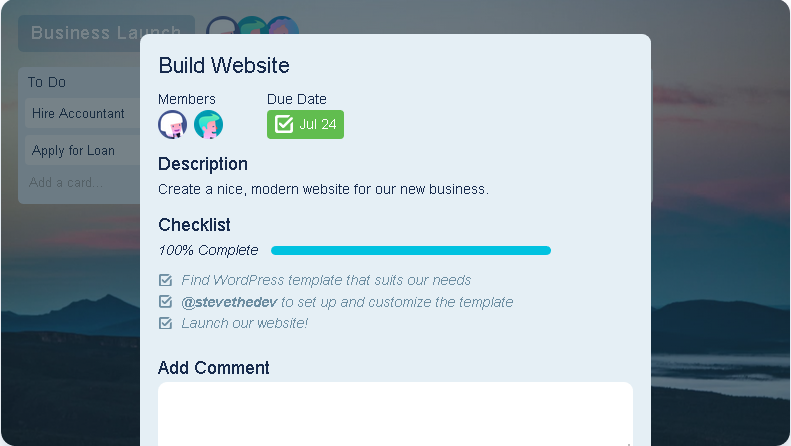 Business Launch
To Do
Hire Accountant
Apply for Loan
Add a card...
Build Website
Members
Due Date
Jul 24
Description
Create a nice, modern website for our new business.
Checklist
100% Complete
Find WordPress template that suits our needs
@stevethedev to set up and customize the template
Launch our website!
Add Comment